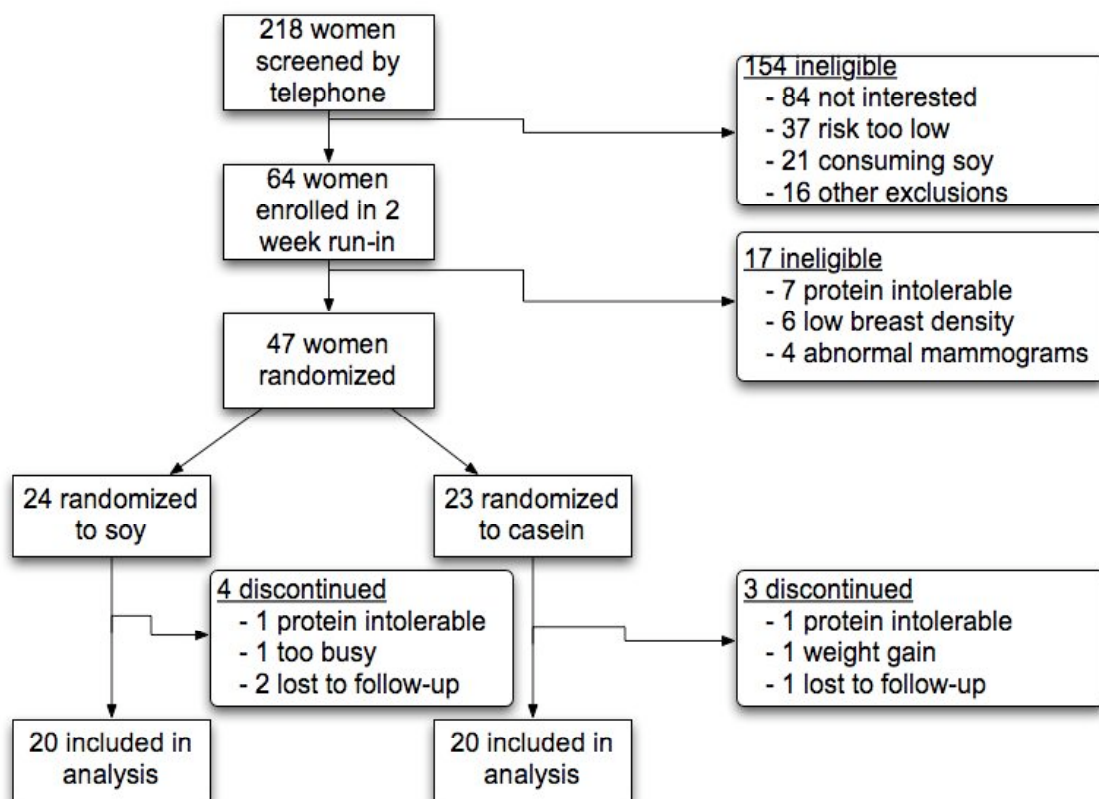 218 women
screened by
telephone
154 ineligible
- 84 not interested
- 37 risk too low
- 21 consuming soy
- 16 other exclusions
64 women
enrolled in 2
week run-in
17 ineligible
- 7 protein intolerable
- 6 low breast density
- 4 abnormal mammograms
47 women
randomized
24 randomized
to soy
23 randomized
to casein
4 discontinued
- 1 protein intolerable
- 1 too busy
- 2 lost to follow-up
3 discontinued
- 1 protein intolerable
- 1 weight gain
- 1 lost to follow-up
20 included in
analysis
20 included in
analysis